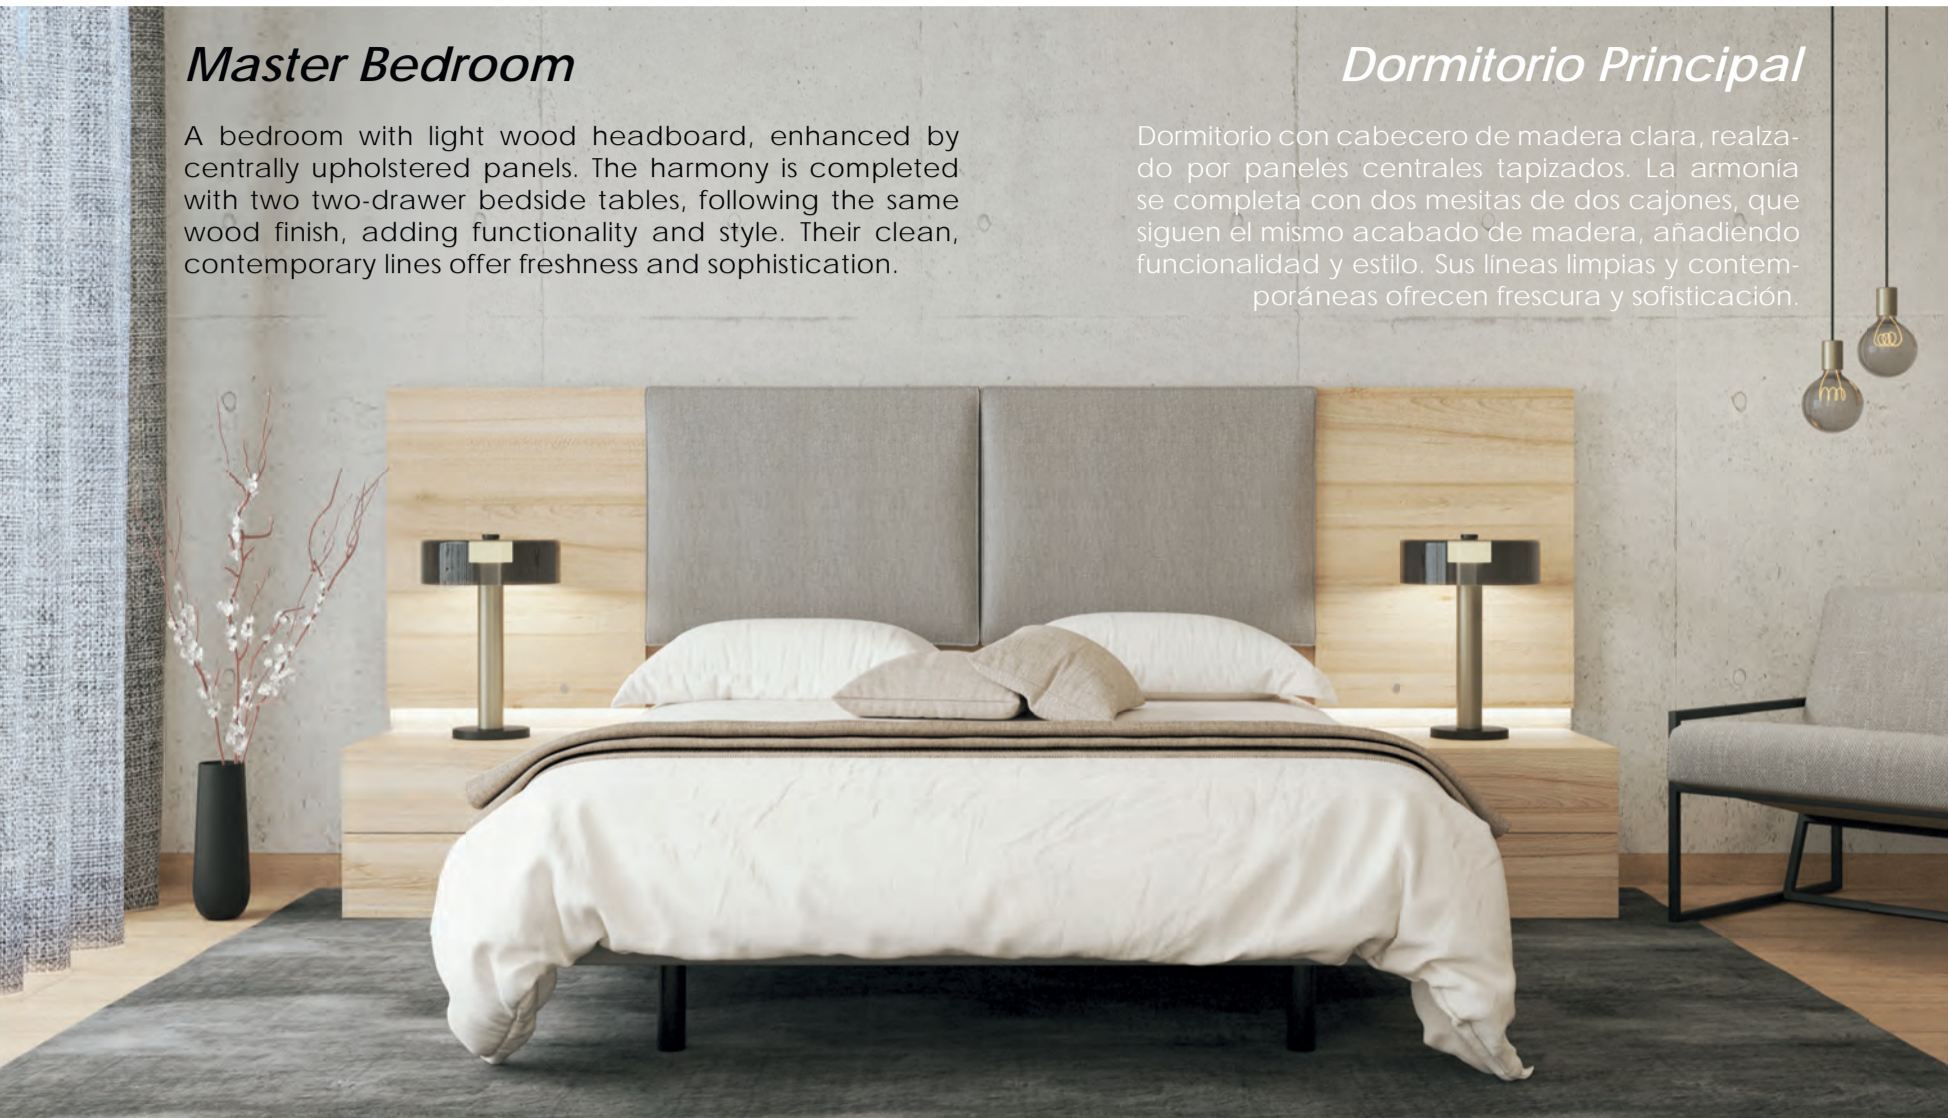 Master Bedroom
A bedroom with light wood headboard, enhanced by
centrally upholstered panels. The harmony is completed
with two two-drawer bedside tables, following the same
wood finish, adding functionality and style. Their clean,
contemporary lines offer freshness and sophistication.
Dormitorio Principal
Dormitorio con cabecero de madera clara, realza-
do por paneles centrales tapizados. La armonía
se completa con dos mesitas de dos cajones, que
siguen el mismo acabado de madera, añadiendo
funcionalidad y estilo. Sus líneas limpias y contem-
poráneas ofrecen frescura y sofisticación.